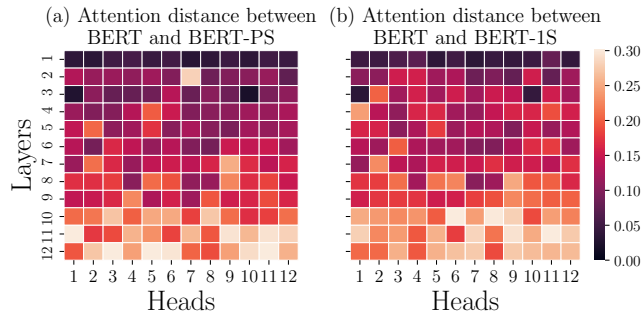 (a) Attention distance between
BERT and BERT-PS
(b) Attention distance between
BERT and BERT-1S
Layers
1
2
3
4
5
6
7
8
9
10
11
12
1 2 3 4 5 6 7 8 9 10 11 12
Heads
1 2 3 4 5 6 7 8 9 10 11 12
Heads
0.30
0.25
0.20
0.15
0.10
0.05
0.00